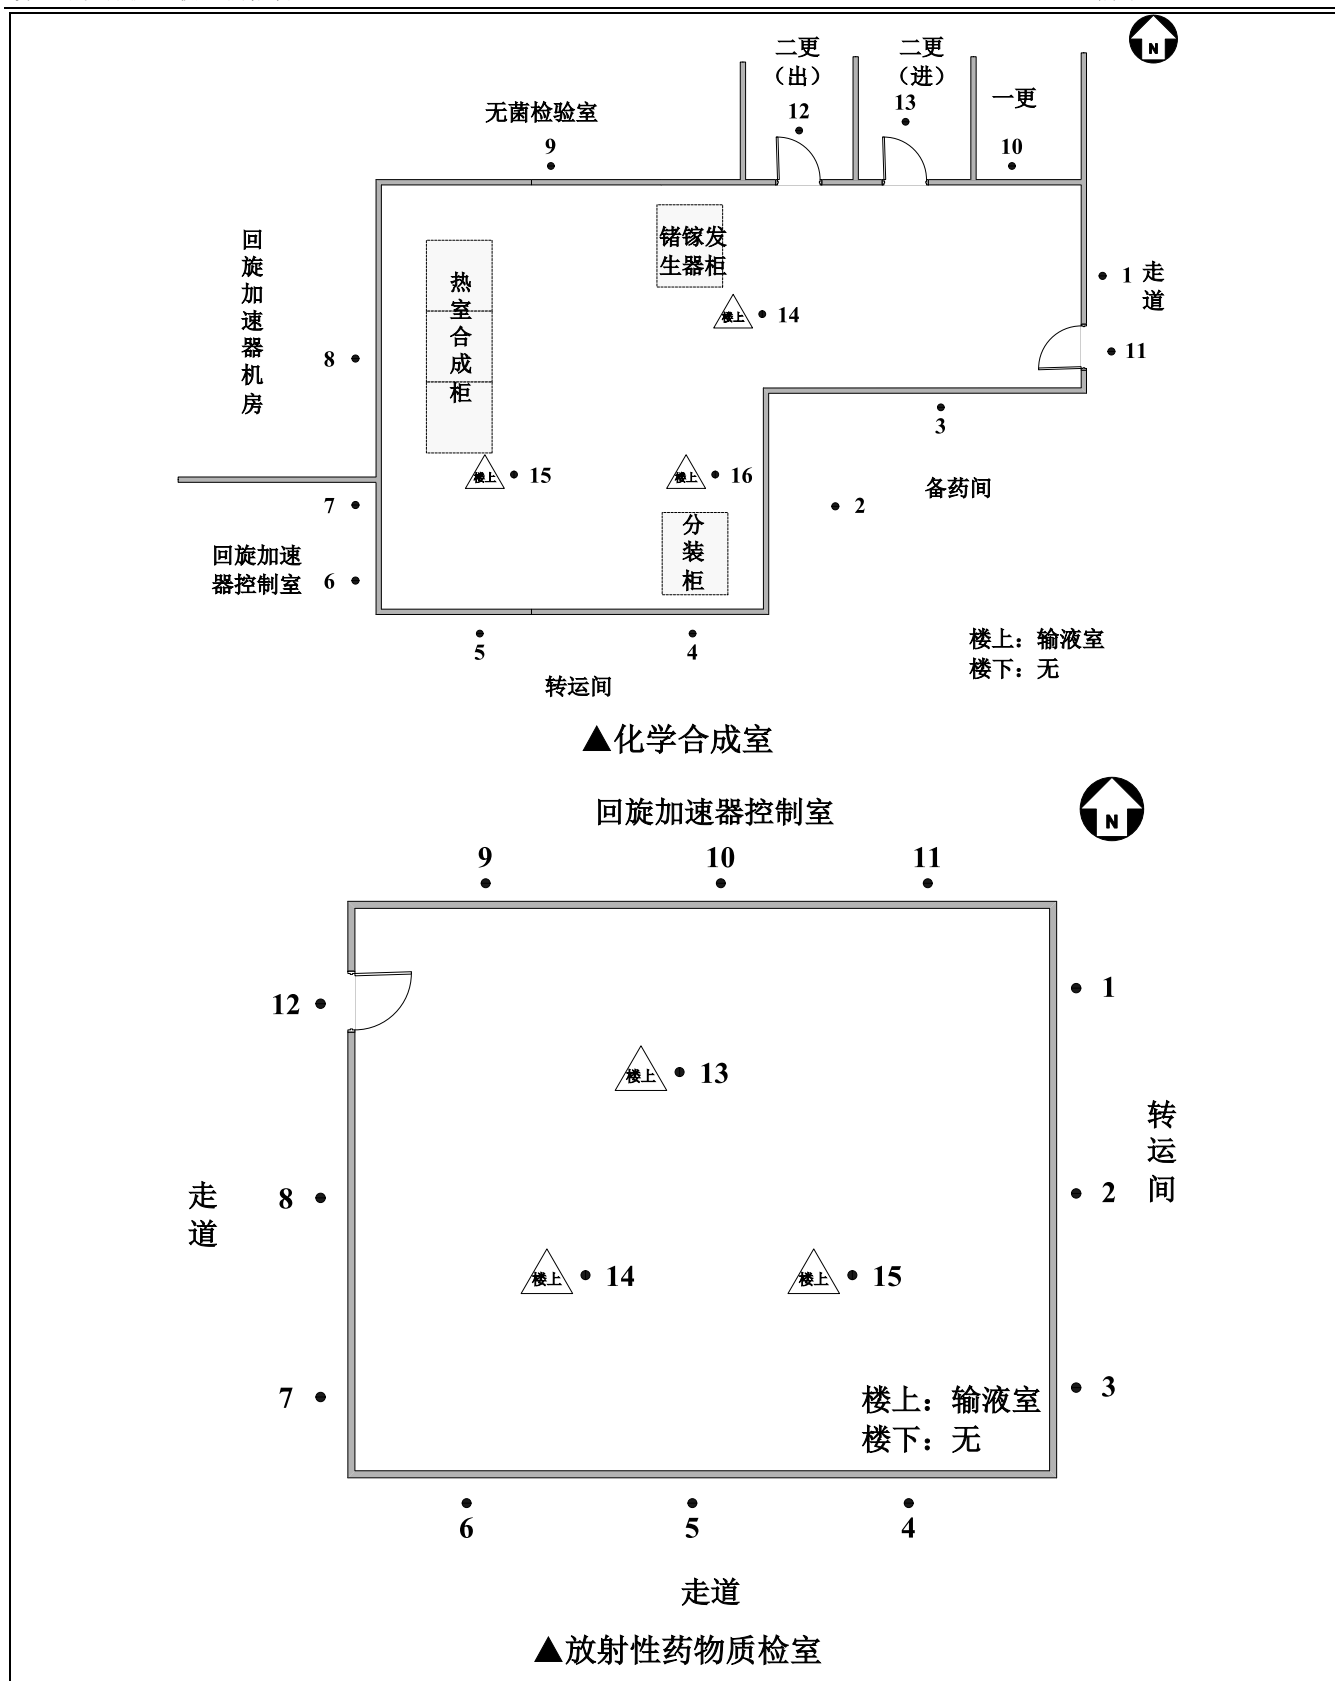 N
二更
（出）
12
二更
（进）
13
一更
10
无菌检验室
9
回旋加速器机房
8
热室合成柜
锗镓发
生器柜
楼上
14
1
走道
11
3
备药间
2
楼上
15
楼上
16
分装柜
7
回旋加速
器控制室
6
5
4
转运间
楼上：输液室
楼下：无
▲化学合成室
回旋加速器控制室
N
9
10
11
12
1
楼上
13
转运间
走道
8
2
楼上
14
楼上
15
7
3
楼上：输液室
楼下：无
6
5
4
走道
▲放射性药物质检室